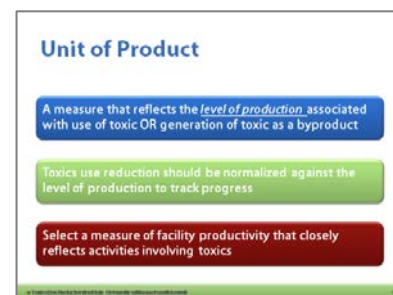 Unit of Product
A measure that reflects the level of production associated
with use of toxic OR generation of toxic as a byproduct
Toxics use reduction should be normalized against the
level of production to track progress
Select a measure of facility productivity that closely
reflects activities involving toxics